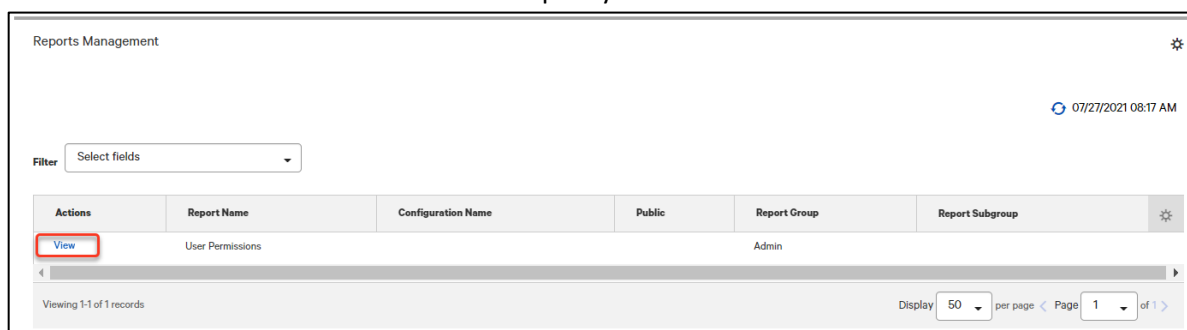 Reports Management
07/27/2021 08:17 AM
Filter Select fields
Actions Report Name Configuration Name Public Report Group Report Subgroup
View User Permissions Admin
Viewing 1-1 of 1 records Display 50 per page < Page 1 of 1 >